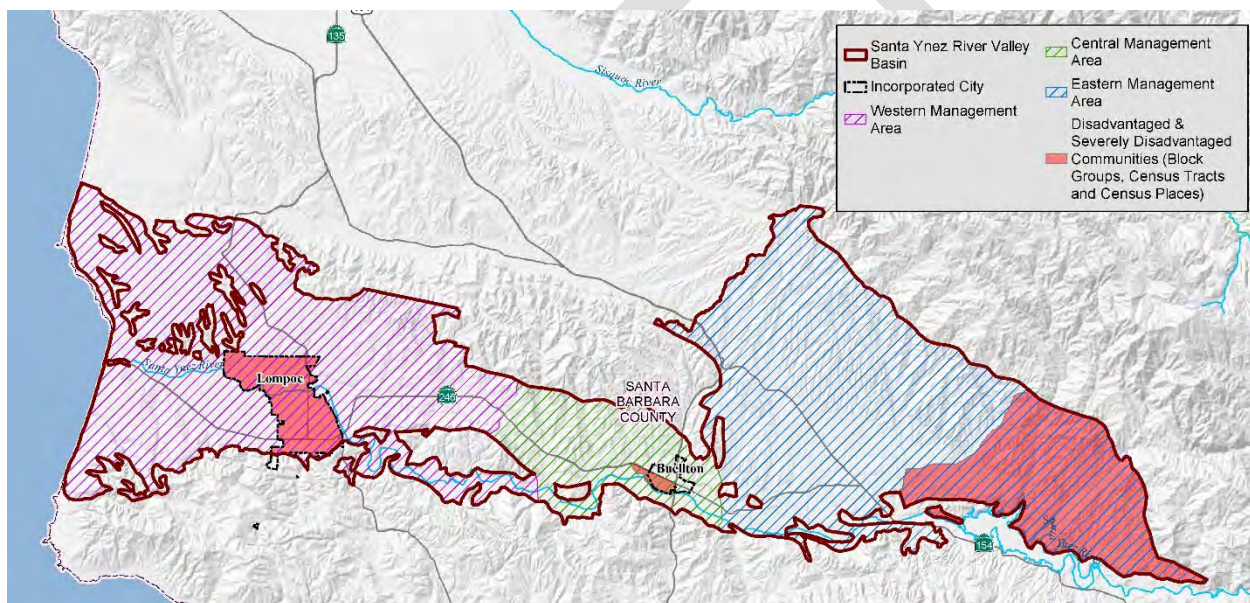 135
Sisquoc River
Santa Ynez River Valley
Basin
Incorporated City
Western Management
Area
Central Management
Area
Eastern Management
Area
Disadvantaged &
Severely Disadvantaged
Communities (Block
Groups, Census Tracts
and Census Places)
Santa Ynez River
Lompoc
246
SANTA
BARBARA
COUNTY
Buellton
154